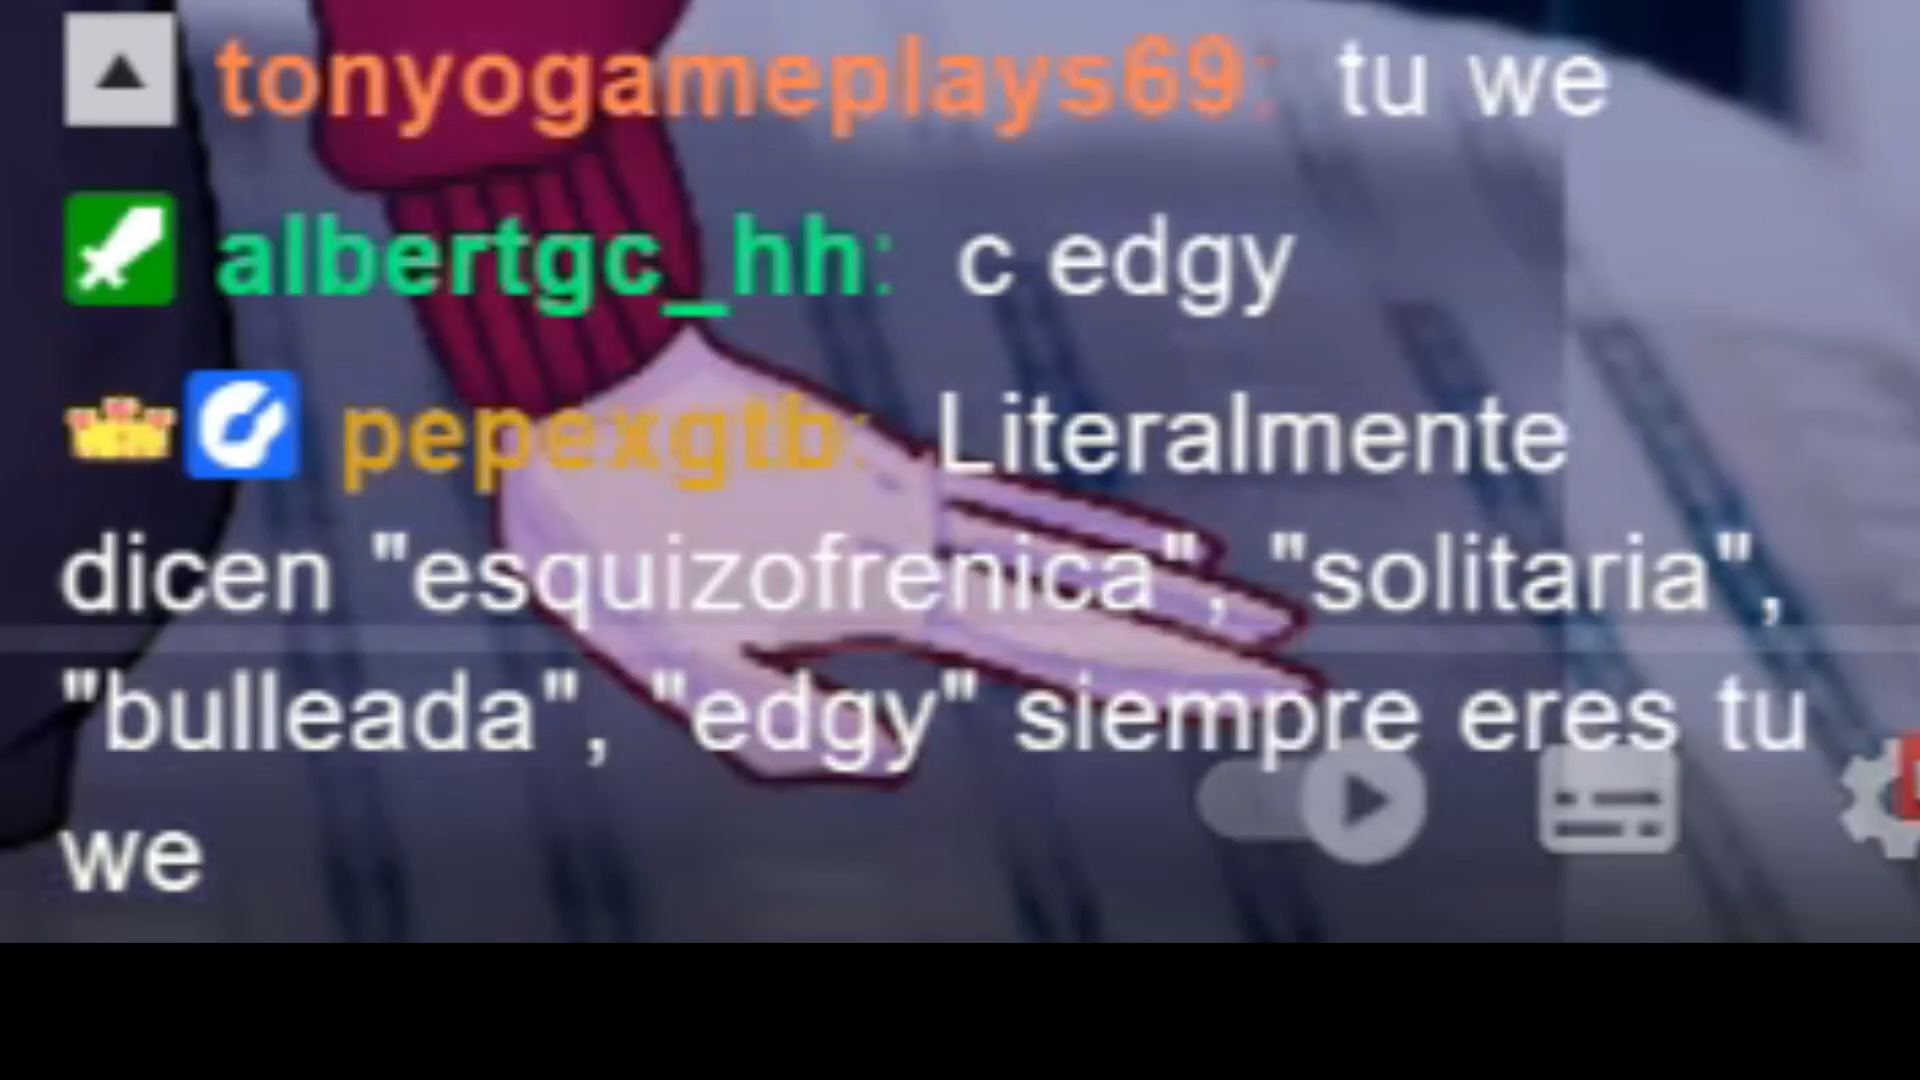 tonyogameplays69: tu we
albertgc_hh: c edgy
pepexgtb: Literalmente
dicen "esquizofrenica", "solitaria",
"bulleada", "edgy" siempre eres tu
we